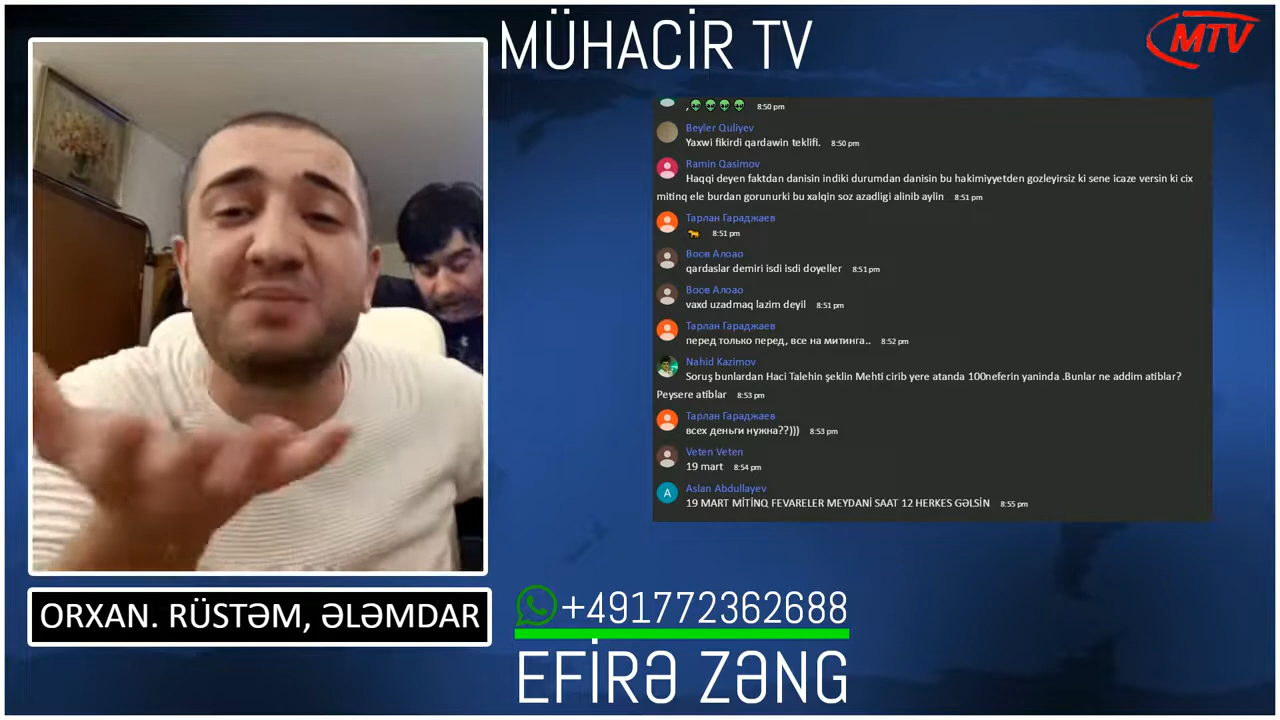 MÜHACİR TV
MTV
8:50 pm
Beyler Quliyev
Yaxwi fikirdi qardawin teklifi. 8:50 pm
Ramin Qasimov
Haqqi deyen faktdan danisin indiki durumdan danisin bu hakimiyyetden gozleyirsiz ki sene icaze versin ki cix
mitinq ele burdan gorunurki bu xalqin soz azadligi alinib aylin 8:51 pm
Тарлан Гараджаев
8:51 pm
Восв Алоао
qardaslar demiri isdi isdi doyeller 8:51 pm
Восв Алоао
vaxd uzadmaq lazim deyil 8:51 pm
Тарлан Гараджаев
перед только перед, все на митинга.. 8:52 pm
Nahid Kazimov
Soruş bunlardan Haci Talehin şeklin Mehti cirib yere atanda 100neferin yaninda .Bunlar ne addim atiblar?
Peysere atiblar 8:53 pm
Тарлан Гараджаев
всех деньги нужна??))) 8:53 pm
Veten Veten
19 mart 8:54 pm
A Aslan Abdullayev
19 MART MİTİNQ FEVARELER MEYDANİ SAAT 12 HERKES GƏLSİN 8:55 pm
ORXAN. RÜSTƏM, ƏLƏMDAR
+491772362688
EFİRƏ ZƏNG